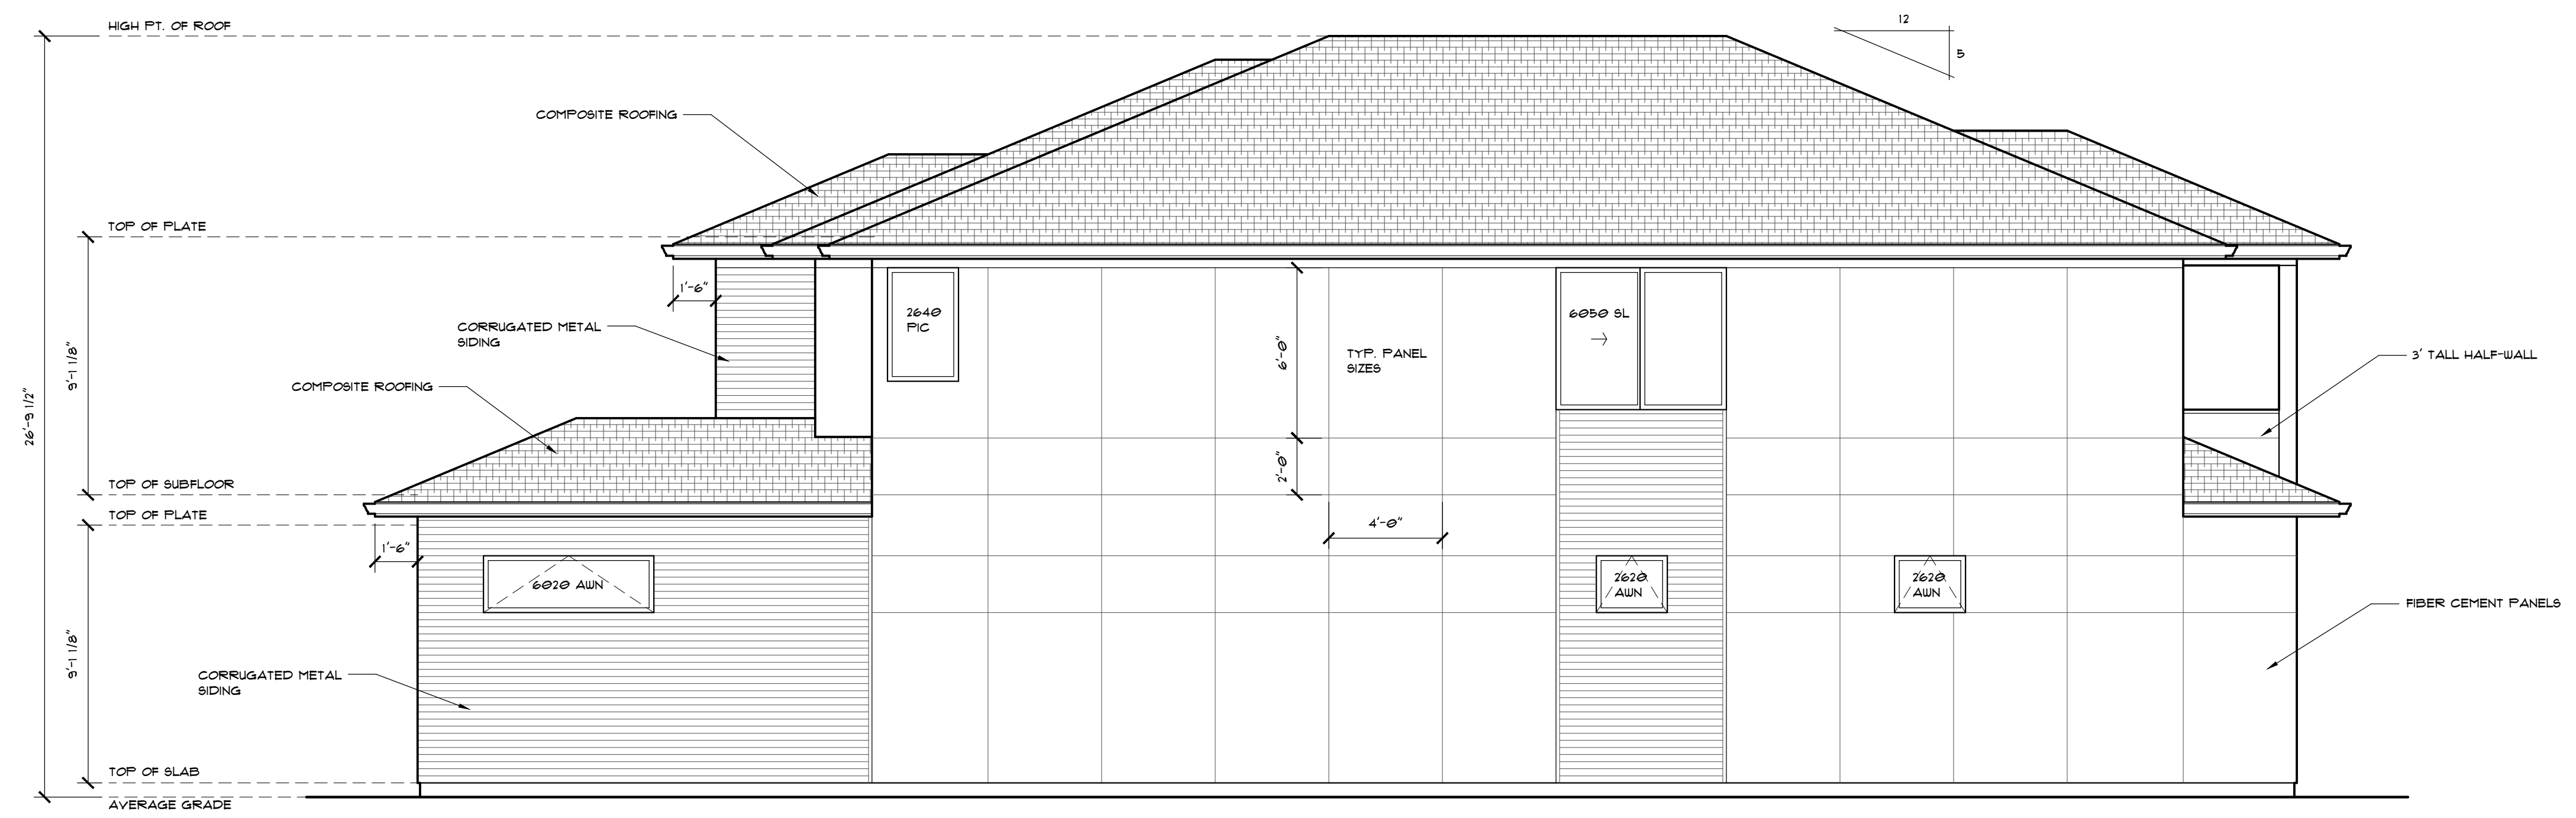 HIGH PT. OF ROOF
12
5
COMPOSITE ROOFING
TOP OF PLATE
1'-6"
2640
PIC
6050 SL
CORRUGATED METAL
SIDING
9'-1 1/8"
6'-0"
TYP. PANEL
SIZES
3' TALL HALF-WALL
COMPOSITE ROOFING
26'-9 1/2"
2'-0"
TOP OF SUBFLOOR
TOP OF PLATE
4'-0"
1'-6"
6020 AWN
2620
AWN
2620
AWN
FIBER CEMENT PANELS
9'-1 1/8"
CORRUGATED METAL
SIDING
TOP OF SLAB
AVERAGE GRADE